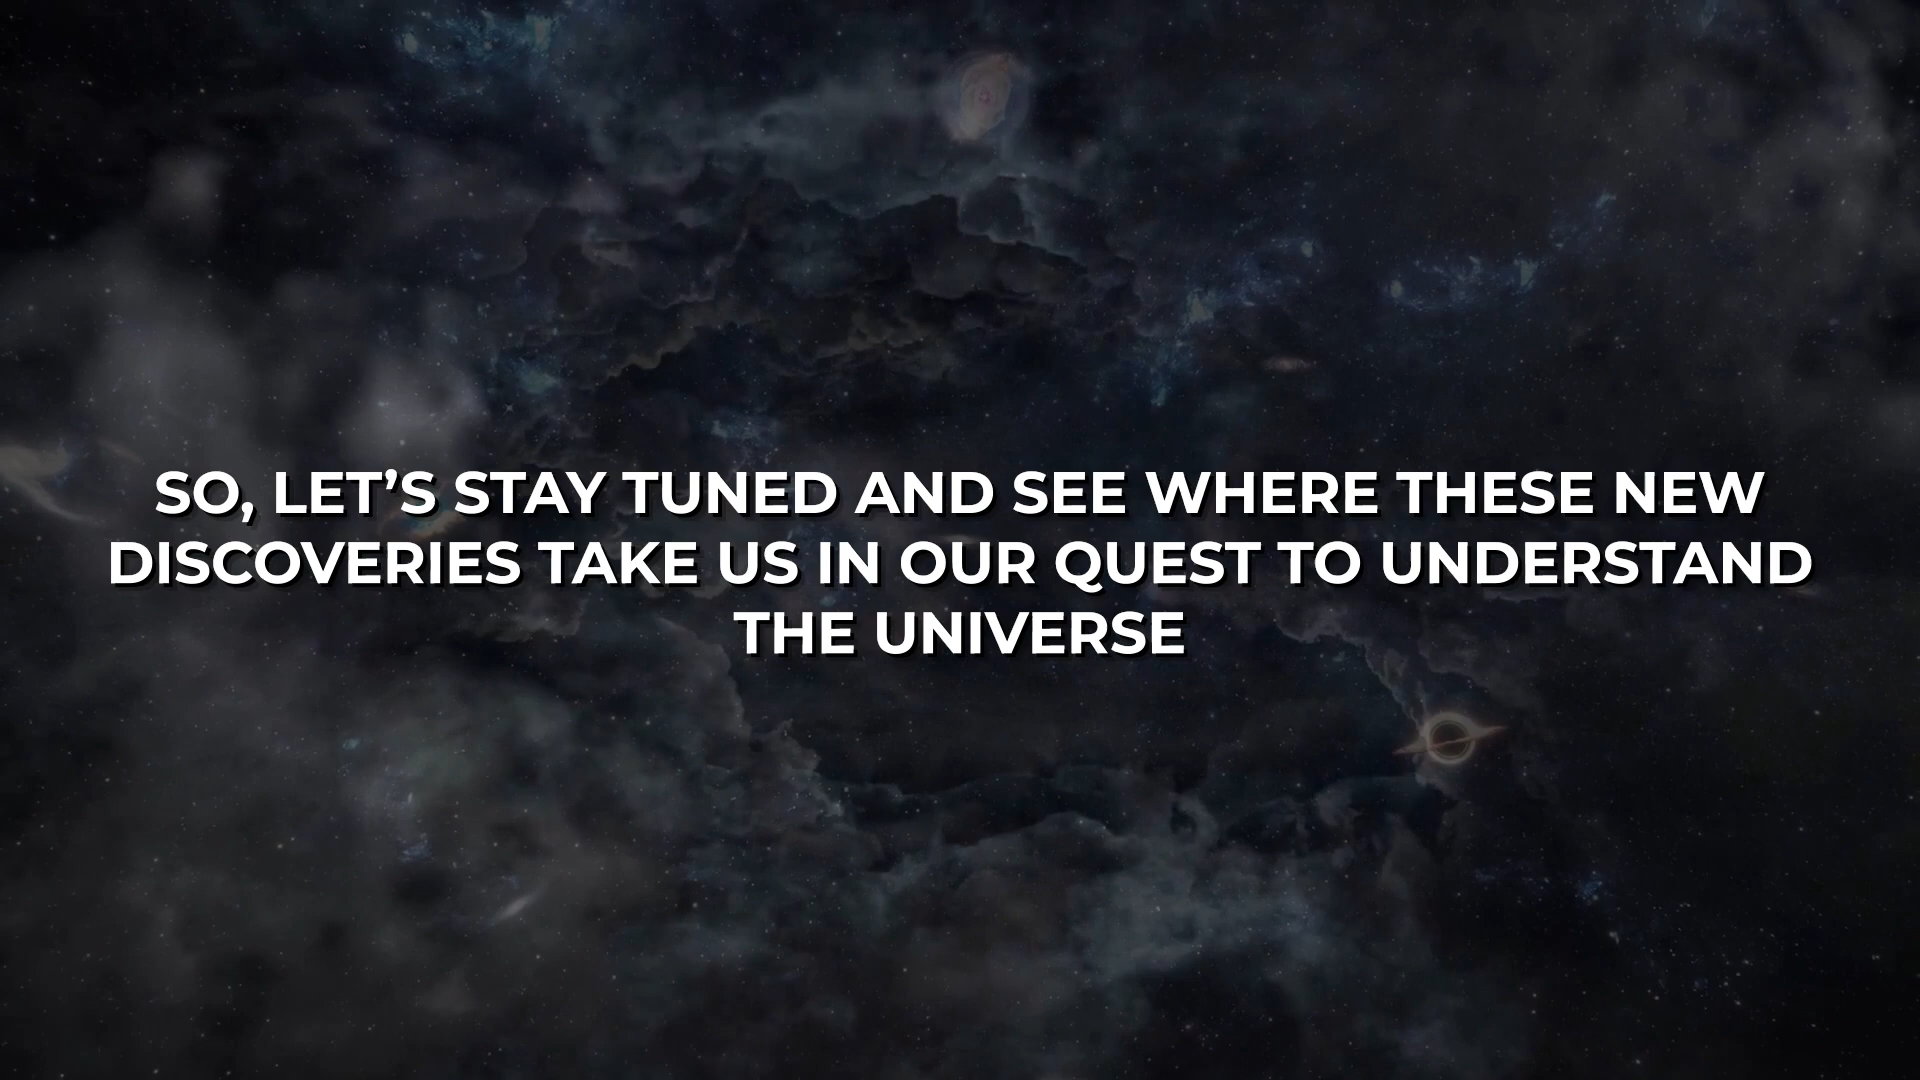 SO, LET’S STAY TUNED AND SEE WHERE THESE NEW
DISCOVERIES TAKE US IN OUR QUEST TO UNDERSTAND
THE UNIVERSE